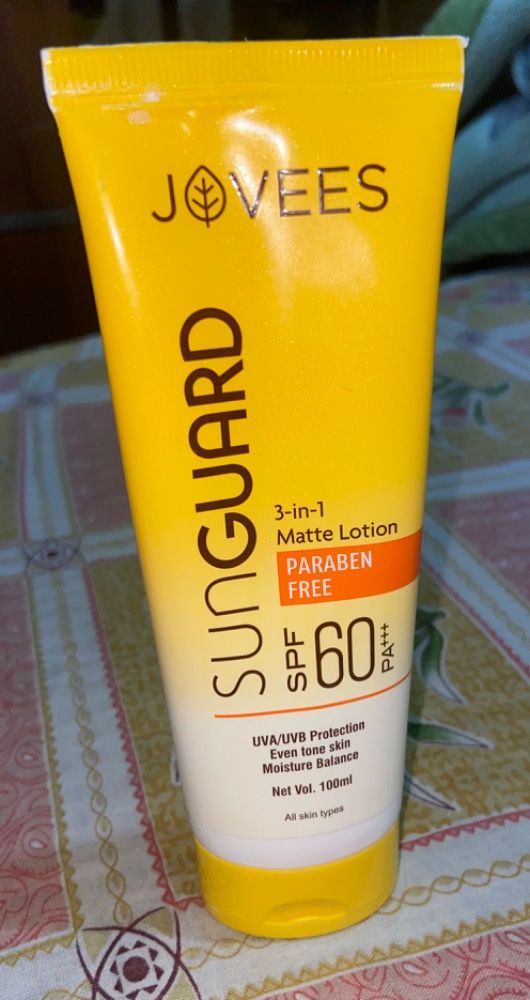 JOVEES
SUNGUARD
3-in-1
Matte Lotion
PARABEN
FREE
SPF 60 PA+++
UVA/UVB Protection
Even tone skin
Moisture Balance
Net Vol. 100ml
All skin types